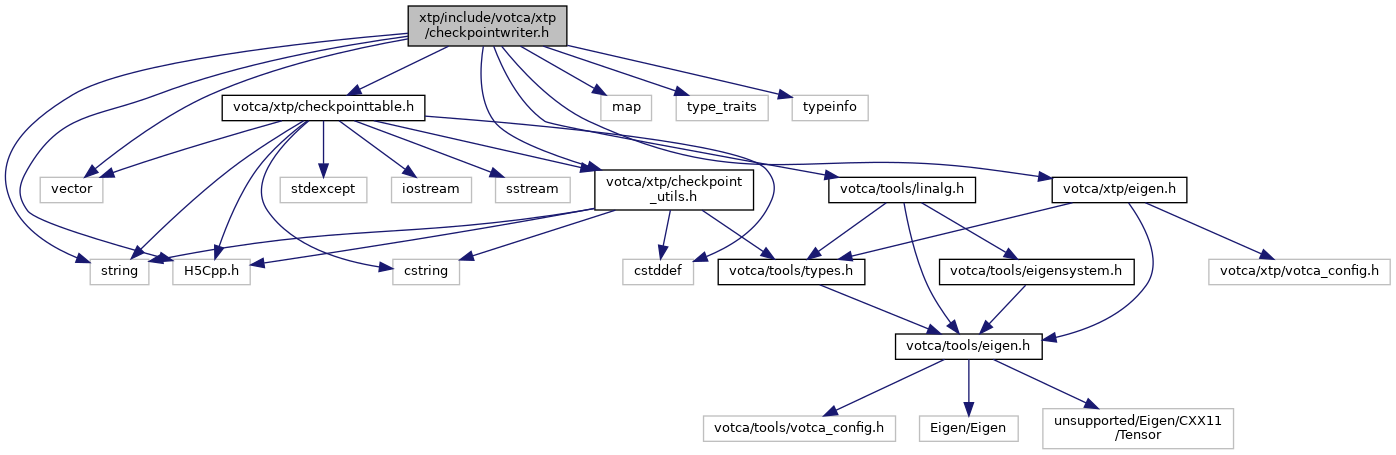 xtp/include/votca/xtp
/checkpointwriter.h
votca/xtp/checkpointtable.h
map
type_traits
typeinfo
vector
stdexcept
iostream
sstream
votca/xtp/checkpoint
_utils.h
votca/tools/linalg.h
votca/xtp/eigen.h
string
H5Cpp.h
cstring
cstddef
votca/tools/types.h
votca/tools/eigensystem.h
votca/xtp/votca_config.h
votca/tools/eigen.h
votca/tools/votca_config.h
Eigen/Eigen
unsupported/Eigen/CXX11
/Tensor